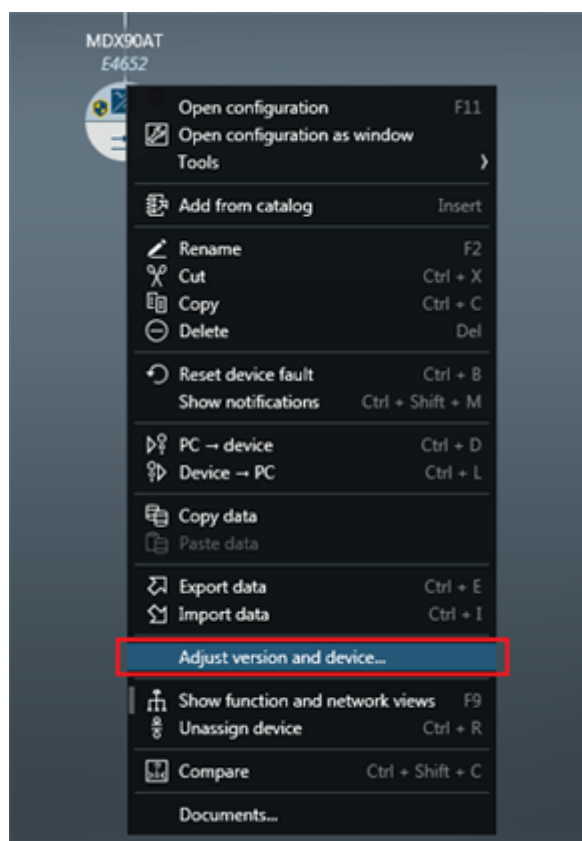 MDX90AT
E4652
Open configuration F11
Open configuration as window
Tools
Add from catalog Insert
Rename F2
Cut Ctrl + X
Copy Ctrl + C
Delete Del
Reset device fault Ctrl + B
Show notifications Ctrl + Shift + M
PC → device Ctrl + D
Device → PC Ctrl + L
Copy data
Paste data
Export data Ctrl + E
Import data Ctrl + I
Adjust version and device...
Show function and network views F9
Unassign device Ctrl + R
Compare Ctrl + Shift + C
Documents...